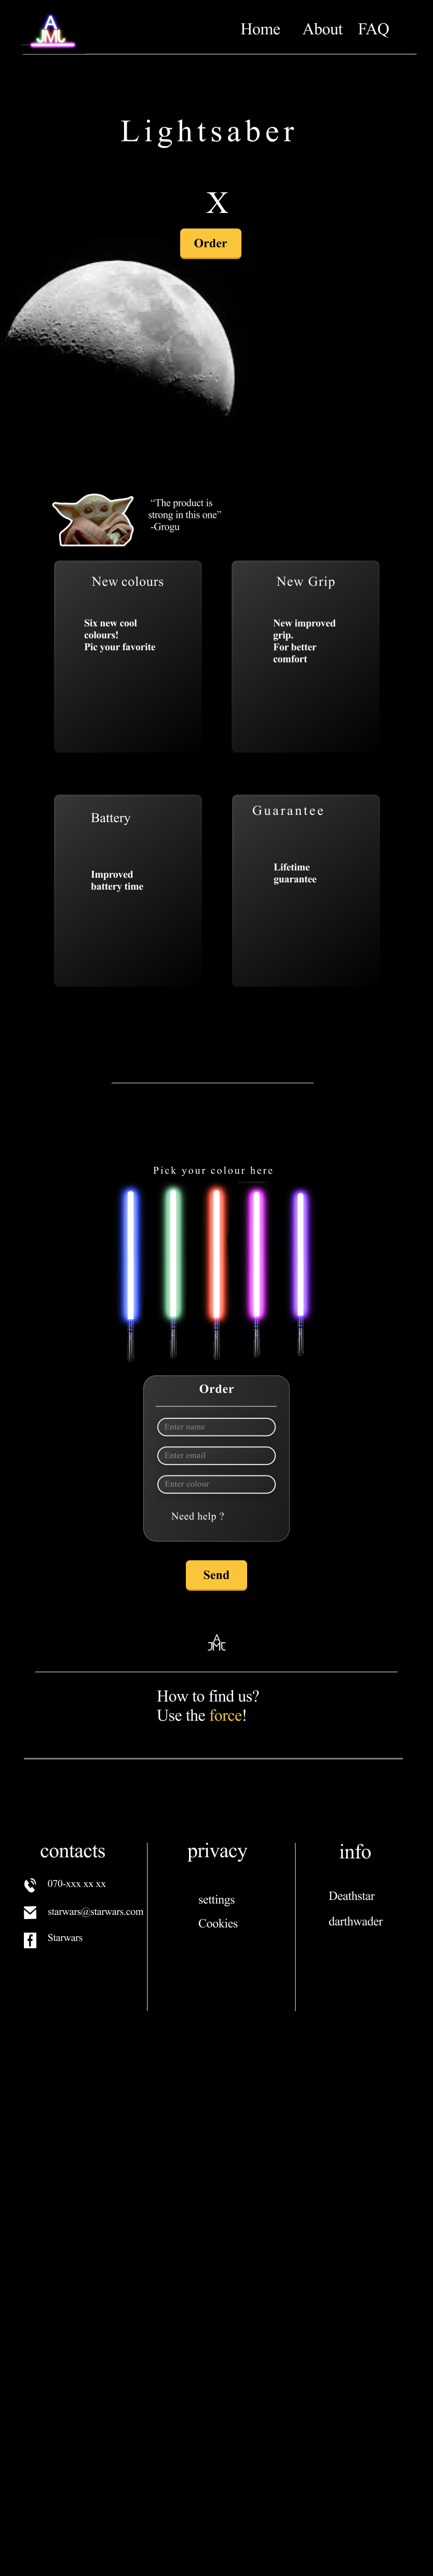 AJMC
Home About FAQ
Lightsaber
X
Order
“The product is
strong in this one”
-Grogu
New colours
Six new cool
colours!
Pic your favorite
New Grip
New improved
grip.
For better
comfort
Battery
Improved
battery time
Guarantee
Lifetime
guarantee
Pick your colour here
Order
Enter name
Enter email
Enter colour
Need help ?
Send
AJMC
How to find us?
Use the force!
contacts
070-xxx xx xx
starwars@starwars.com
Starwars
privacy
settings
Cookies
info
Deathstar
darthwader